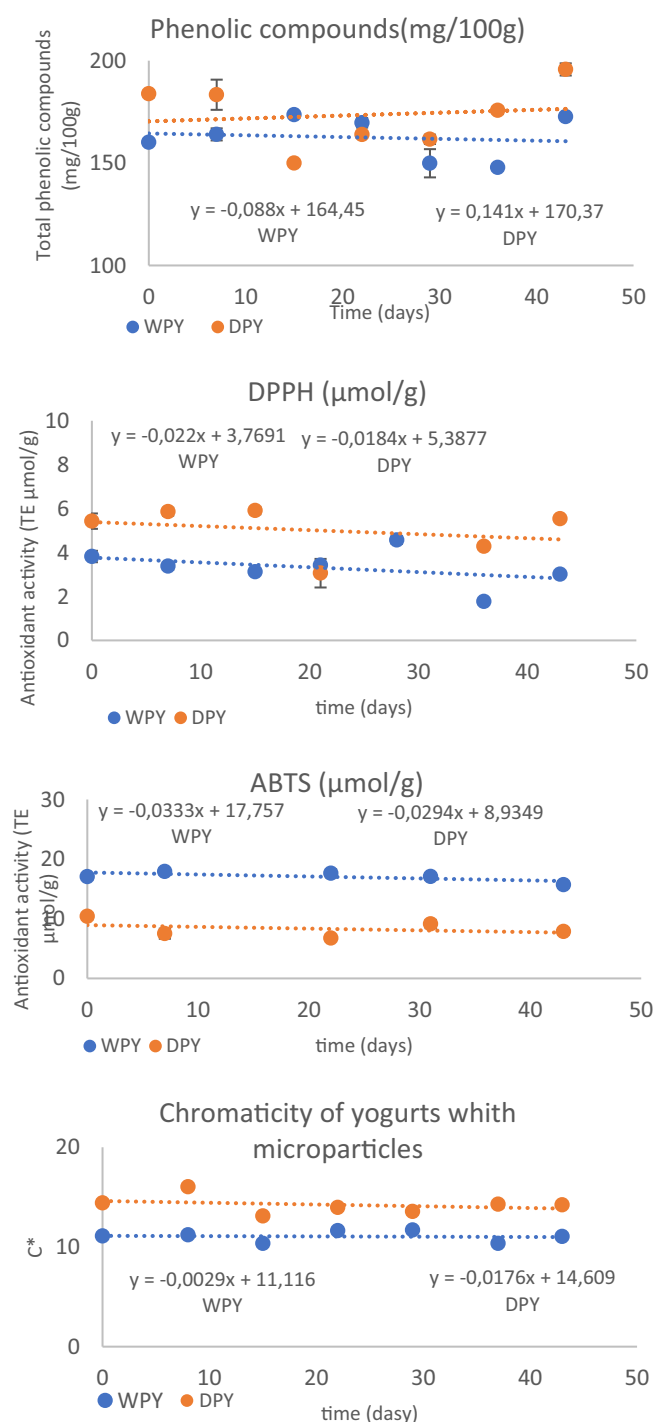 Phenolic compounds(mg/100g)
Total phenolic compounds
(mg/100g)
200
150
100
y = -0,088x + 164,45
WPY
y = 0,141x + 170,37
DPY
0 10 20 30 40 50
Time (days)
WPY DPY
DPPH (µmol/g)
Antioxidant activity (TE µmol/g)
10
8
6
4
2
0
y = -0,022x + 3,7691
WPY
y = -0,0184x + 5,3877
DPY
0 10 20 30 40 50
time (days)
WPY DPY
ABTS (µmol/g)
Antioxidant activity (TE
µmol/g)
30
20
10
0
y = -0,0333x + 17,757
WPY
y = -0,0294x + 8,9349
DPY
0 10 20 30 40 50
time (days)
WPY DPY
Chromaticity of yogurts whith
microparticles
C*
20
10
0
y = -0,0029x + 11,116
WPY
y = -0,0176x + 14,609
DPY
0 10 20 30 40 50
time (dasy)
WPY DPY